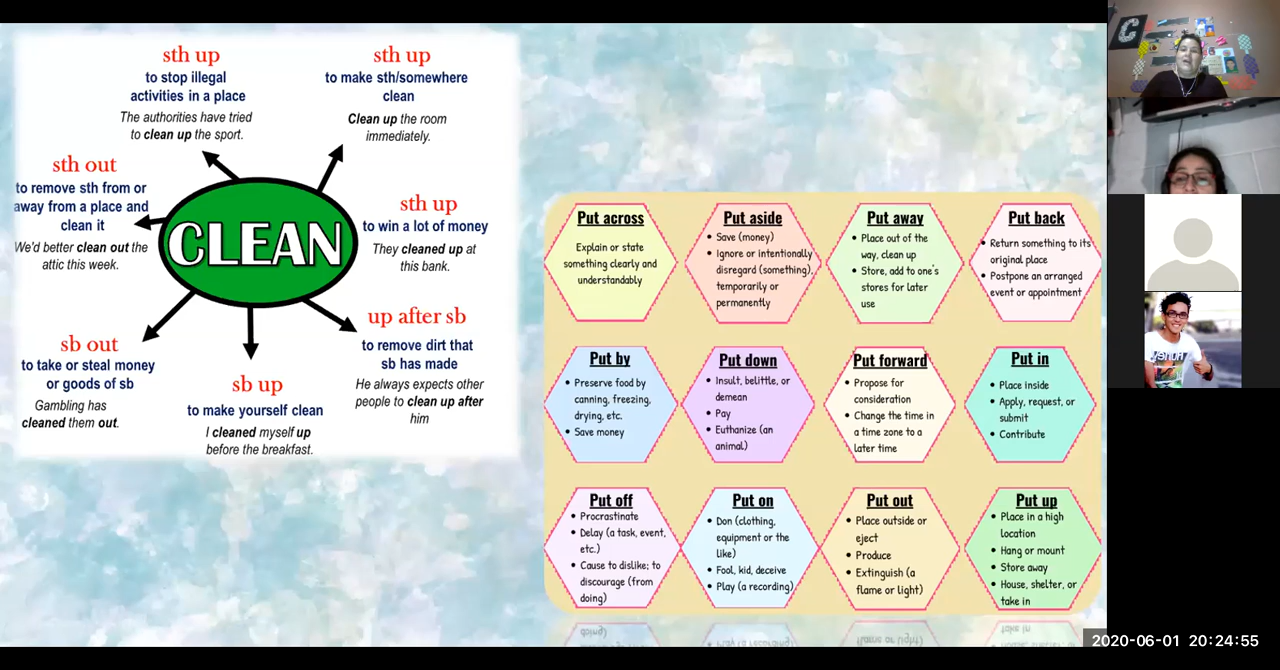 sth up
to stop illegal
activities in a place
The authorities have tried
to clean up the sport.
sth up
to make sth/somewhere
clean
Clean up the room
immediately.
sth out
to remove sth from or
away from a place and
clean it
We'd better clean out the
attic this week.
CLEAN
sth up
to win a lot of money
They cleaned up at
this bank.
sb out
to take or steal money
or goods of sb
Gambling has
cleaned them out.
sb up
to make yourself clean
I cleaned myself up
before the breakfast.
up after sb
to remove dirt that
sb has made
He always expects other
people to clean up after
him
Put across
Explain or state
something clearly and
understandably
Put aside
• Save (money)
• Ignore or intentionally
disregard (something),
temporarily or
permanently
Put away
• Place out of the
way, clean up
• Store, add to one's
stores for later
use
Put back
• Return something to its
original place
• Postpone an arranged
event or appointment
Put by
• Preserve food by
canning, freezing,
drying, etc.
• Save money
Put down
• Insult, belittle, or
demean
• Pay
• Euthanize (an
animal)
Put forward
• Propose for
consideration
• Change the time in
a time zone to a
later time
Put in
• Place inside
• Apply, request, or
submit
• Contribute
Put off
• Procrastinate
• Delay (a task, event,
etc.)
• Cause to dislike; to
discourage (from
doing)
Put on
• Don (clothing,
equipment or the
like)
• Fool, kid, deceive
• Play (a recording)
Put out
• Place outside or
eject
• Produce
• Extinguish (a
flame or light)
Put up
• Place in a high
location
• Hang or mount
• Store away
• House, shelter, or
take in
C
2020-06-01 20:24:55